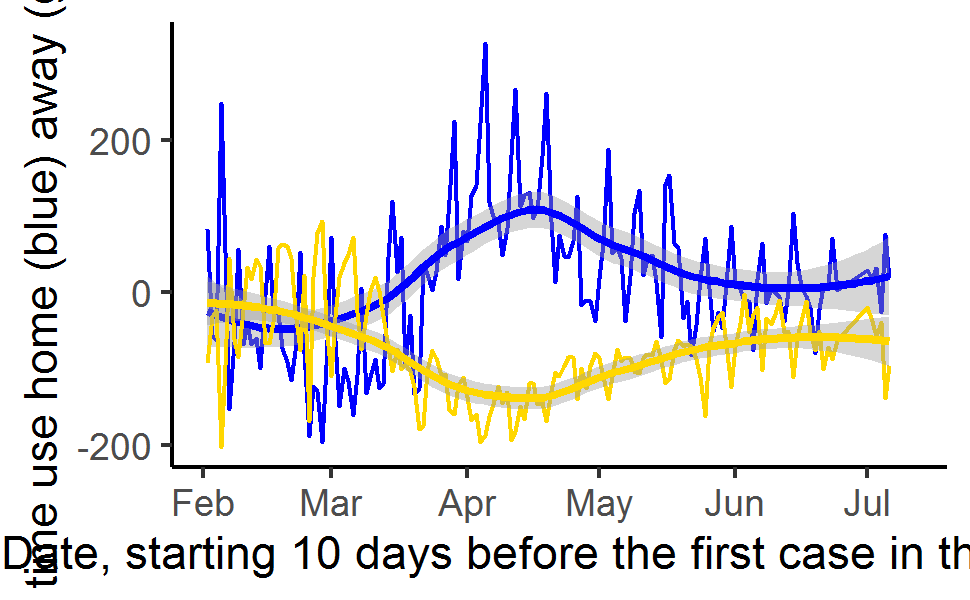 time use home (blue) away (
200
0
-200
Feb Mar Apr May Jun Jul
Date, starting 10 days before the first case in th